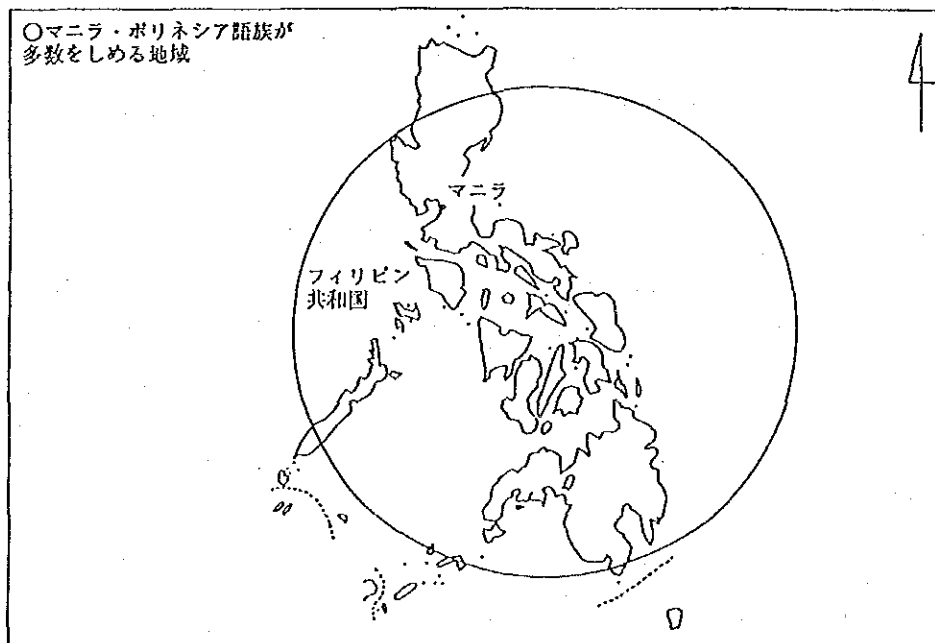 ○マニラ・ポリネシア語族が
多数をしめる地域
マニラ
フィリピン
共和国